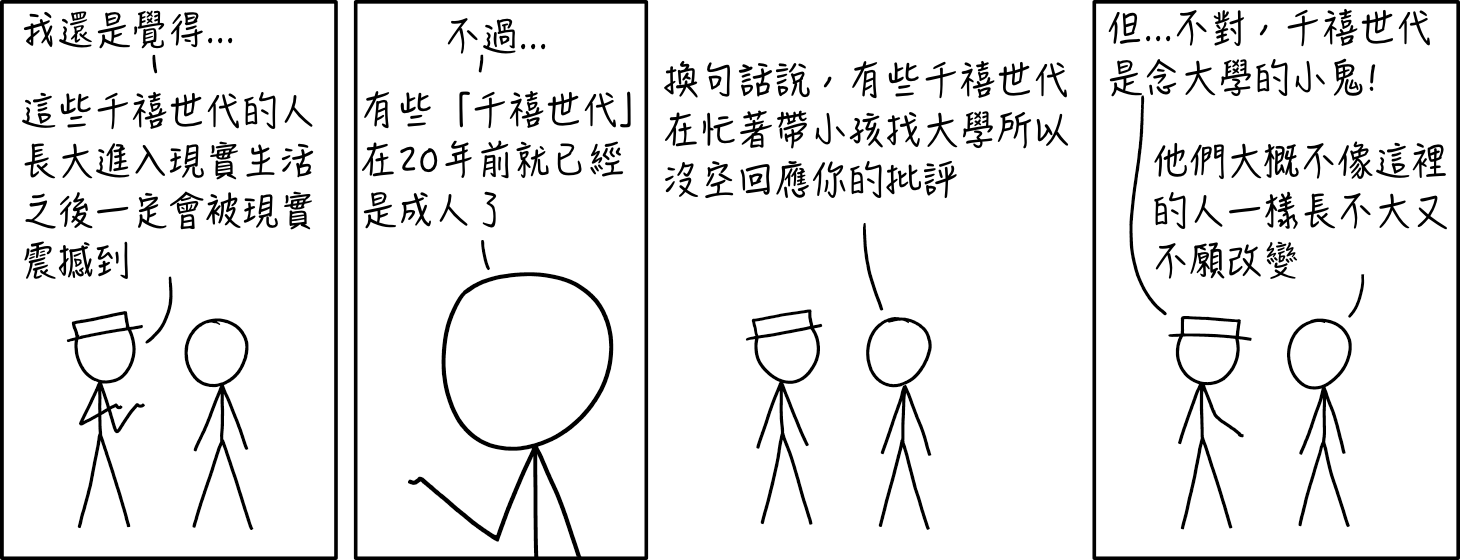 我還是覺得...
這些千禧世代的人
長大進入現實生活
之後一定會被現實
震撼到
不過...
有些「千禧世代」
在20年前就已經
是成人了
換句話說，有些千禧世代
在忙著帶小孩找大學所以
沒空回應你的批評
但...不對，千禧世代
是念大學的小鬼!
他們大概不像這裡
的人一樣長不大又
不願改變